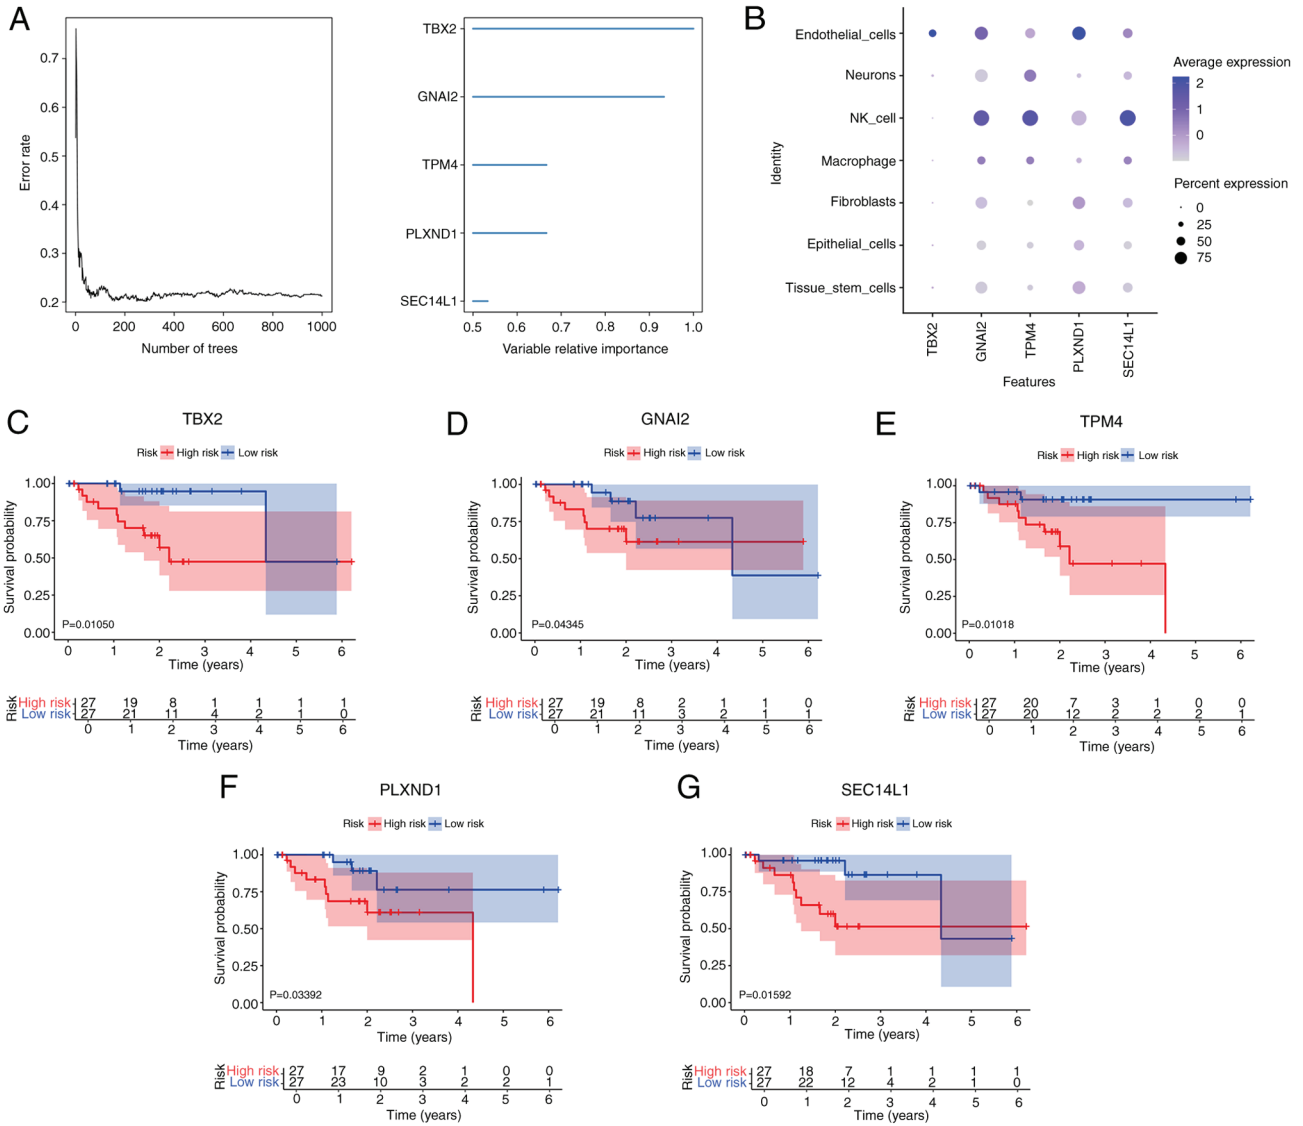 A
Error rate
0.7
0.6
0.5
0.4
0.3
0.2
0 200 400 600 800 1000
Number of trees
TBX2
GNAI2
TPM4
PLXND1
SEC14L1
0.5 0.6 0.7 0.8 0.9 1.0
Variable relative importance
B
Identity
Endothelial_cells
Neurons
NK_cell
Macrophage
Fibroblasts
Epithelial_cells
Tissue_stem_cells
TBX2 GNAI2 TPM4 PLXND1 SEC14L1
Features
Average expression
2
1
0
Percent expression
0
25
50
75
C
TBX2
Risk High risk Low risk
Survival probability
1.00
0.75
0.50
0.25
0.00
P=0.01050
0 1 2 3 4 5 6
Time (years)
Risk
High risk 27 19 8 1 1 1 1
Low risk 27 21 11 4 2 1 0
0 1 2 3 4 5 6
Time (years)
D
GNAI2
Risk High risk Low risk
Survival probability
1.00
0.75
0.50
0.25
0.00
P=0.04345
0 1 2 3 4 5 6
Time (years)
Risk
High risk 27 19 8 2 1 1 0
Low risk 27 21 11 3 2 1 1
0 1 2 3 4 5 6
Time (years)
E
TPM4
Risk High risk Low risk
Survival probability
1.00
0.75
0.50
0.25
0.00
P=0.01018
0 1 2 3 4 5 6
Time (years)
Risk
High risk 27 20 7 3 1 0 0
Low risk 27 20 12 2 2 2 1
0 1 2 3 4 5 6
Time (years)
F
PLXND1
Risk High risk Low risk
Survival probability
1.00
0.75
0.50
0.25
0.00
P=0.03392
0 1 2 3 4 5 6
Time (years)
Risk
High risk 27 17 9 2 1 0 0
Low risk 27 23 10 3 2 2 1
0 1 2 3 4 5 6
Time (years)
G
SEC14L1
Risk High risk Low risk
Survival probability
1.00
0.75
0.50
0.25
0.00
P=0.01592
0 1 2 3 4 5 6
Time (years)
Risk
High risk 27 18 7 1 1 1 1
Low risk 27 22 12 4 2 1 0
0 1 2 3 4 5 6
Time (years)